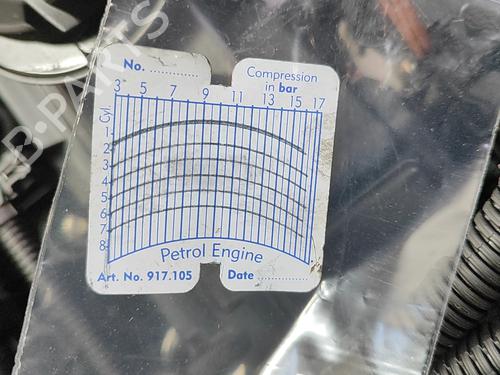 No. ..............
Compression
in bar
3 5 7 9 11 13 15 17
Cyl.
1
2
3
4
5
6
7
8
Petrol Engine
Art. No. 917.105
Date ..................
B-PARTS